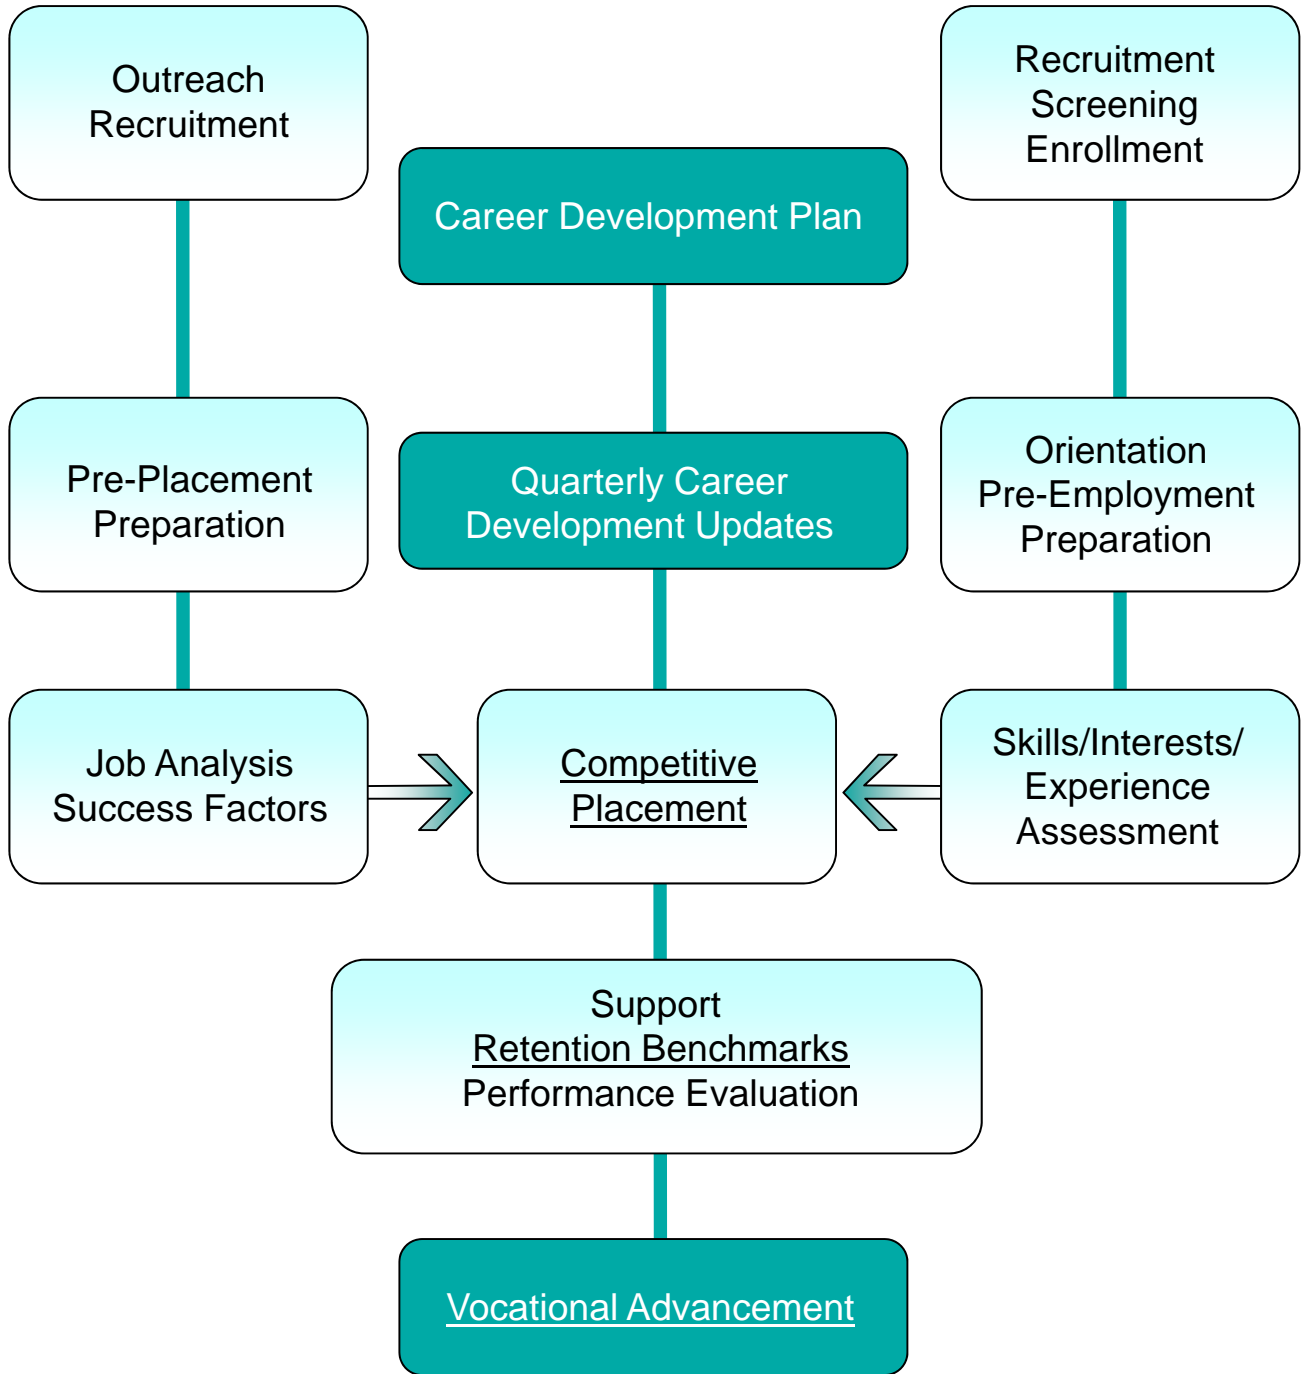 Outreach
Recruitment
Recruitment
Screening
Enrollment
Career Development Plan
Pre-Placement
Preparation
Quarterly Career
Development Updates
Orientation
Pre-Employment
Preparation
Job Analysis
Success Factors
Competitive
Placement
Skills/Interests/
Experience
Assessment
Support
Retention Benchmarks
Performance Evaluation
Vocational Advancement